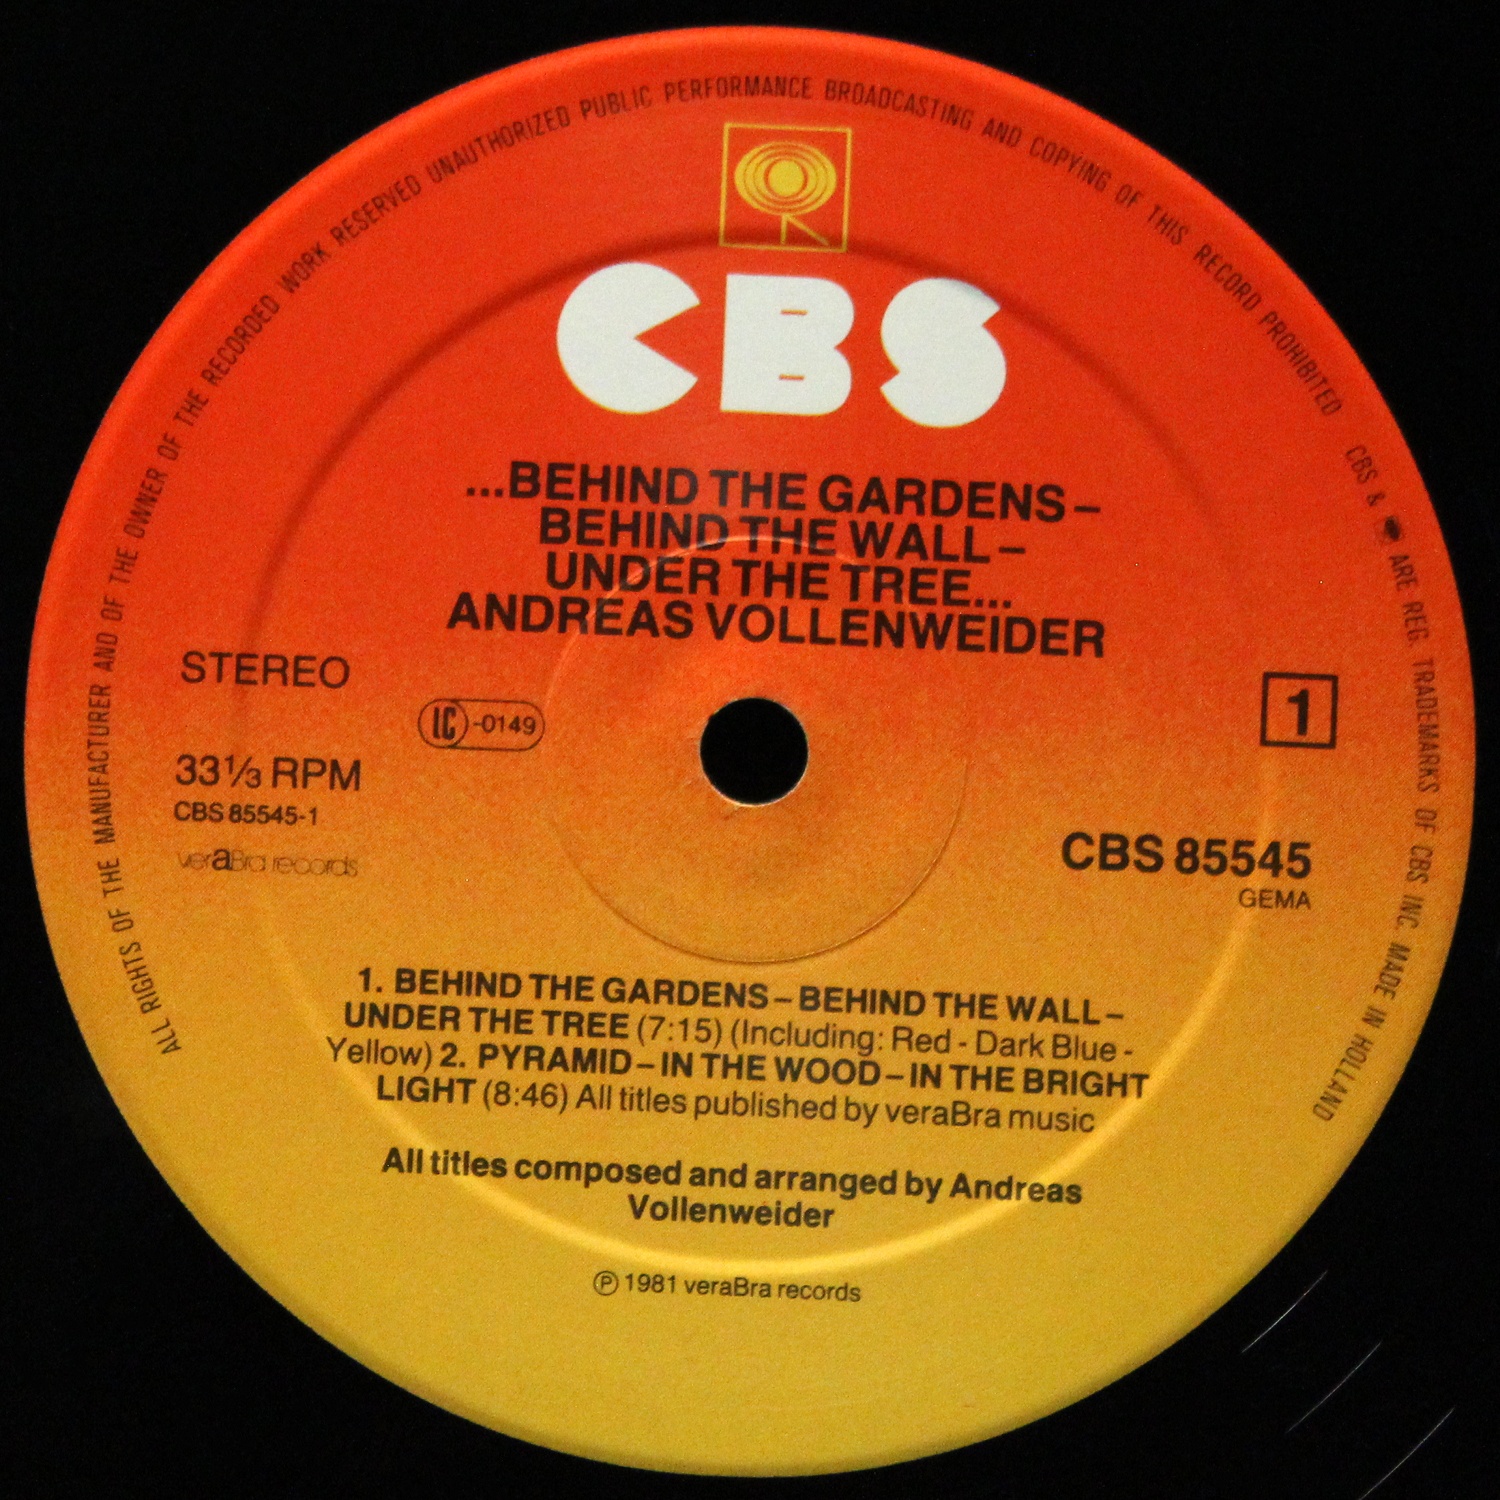 ALL RIGHTS OF THE MANUFACTURER AND OF THE OWNER OF THE RECORDED WORK RESERVED UNAUTHORIZED PUBLIC PERFORMANCE BROADCASTING AND COPYING OF THIS RECORD PROHIBITED CBS & ARE REG. TRADEMARKS OF CBS INC. MADE IN HOLLAND
CBS
...BEHIND THE GARDENS –
BEHIND THE WALL –
UNDER THE TREE...
ANDREAS VOLLENWEIDER
STEREO
LC -0149
1
33⅓ RPM
CBS 85545-1
veraBra records
CBS 85545
GEMA
1. BEHIND THE GARDENS – BEHIND THE WALL –
UNDER THE TREE (7:15) (Including: Red - Dark Blue -
Yellow) 2. PYRAMID – IN THE WOOD – IN THE BRIGHT
LIGHT (8:46) All titles published by veraBra music
All titles composed and arranged by Andreas
Vollenweider
℗ 1981 veraBra records